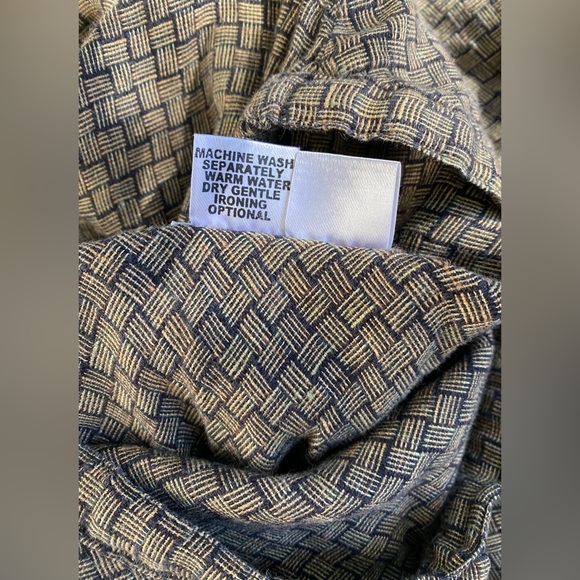 MACHINE WASH
SEPARATELY
WARM WATER
DRY GENTLE
IRONING
OPTIONAL